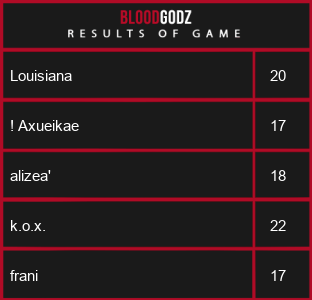 BLOODGODZ
RESULTS OF GAME
Louisiana 20
! Axueikae 17
alizea' 18
k.o.x. 22
frani 17